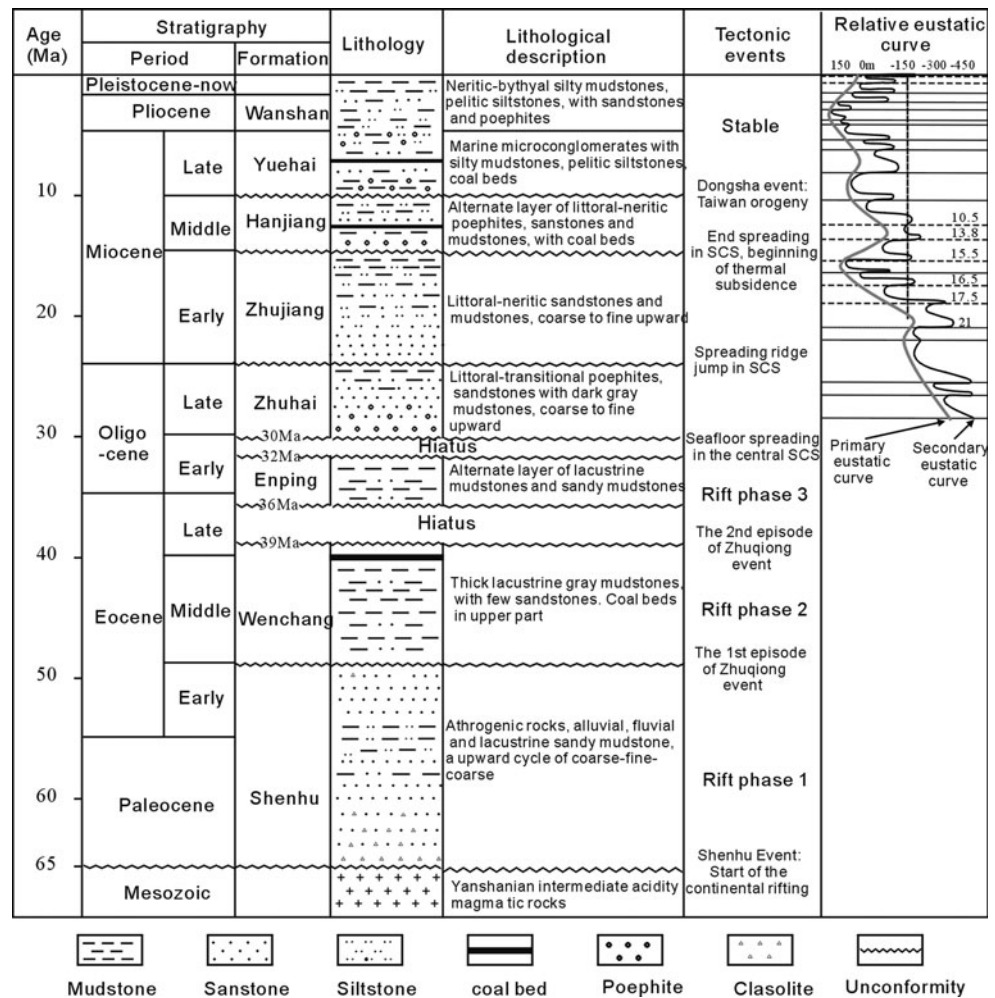 Age
(Ma)
Stratigraphy
Period
Formation
Lithology
Lithological
description
Tectonic
events
Relative eustatic
curve
150 0m -150 -300 -450
Pleistocene-now
Neritic-bythyal silty mudstones,
pelitic siltstones, with sandstones
and poephites
Pliocene
Wanshan
Stable
Late
Yuehai
Marine microconglomerates with
silty mudstones, pelitic siltstones,
coal beds
10
Dongsha event:
Taiwan orogeny
Middle
Hanjiang
Alternate layer of littoral-neritic
poephites, sanstones and
mudstones, with coal beds
10.5
13.8
Miocene
End spreading
in SCS, beginning
of thermal
subsidence
15.5
16.5
17.5
Early
Zhujiang
Littoral-neritic sandstones and
mudstones, coarse to fine upward
20
21
Spreading ridge
jump in SCS
Late
Zhuhai
Littoral-transitional poephites,
sandstones with dark gray
mudstones, coarse to fine
upward
30
Oligo
-cene
30Ma
Hiatus
32Ma
Seafloor spreading
in the central SCS
Primary
eustatic
curve
Secondary
eustatic
curve
Early
Enping
Alternate layer of lacustrine
mudstones and sandy mudstones
Rift phase 3
36Ma
Late
Hiatus
39Ma
The 2nd episode
of Zhuqiong
event
40
Eocene
Middle
Wenchang
Thick lacustrine gray mudstones,
with few sandstones. Coal beds
in upper part
Rift phase 2
The 1st episode
of Zhuqiong
event
50
Early
Athrogenic rocks, alluvial, fluvial
and lacustrine sandy mudstone,
a upward cycle of coarse-fine-
coarse
Rift phase 1
60
Paleocene
Shenhu
65
Shenhu Event:
Start of the
continental rifting
Mesozoic
Yanshanian intermediate acidity
magma tic rocks
Mudstone
Sanstone
Siltstone
coal bed
Poephite
Clasolite
Unconformity